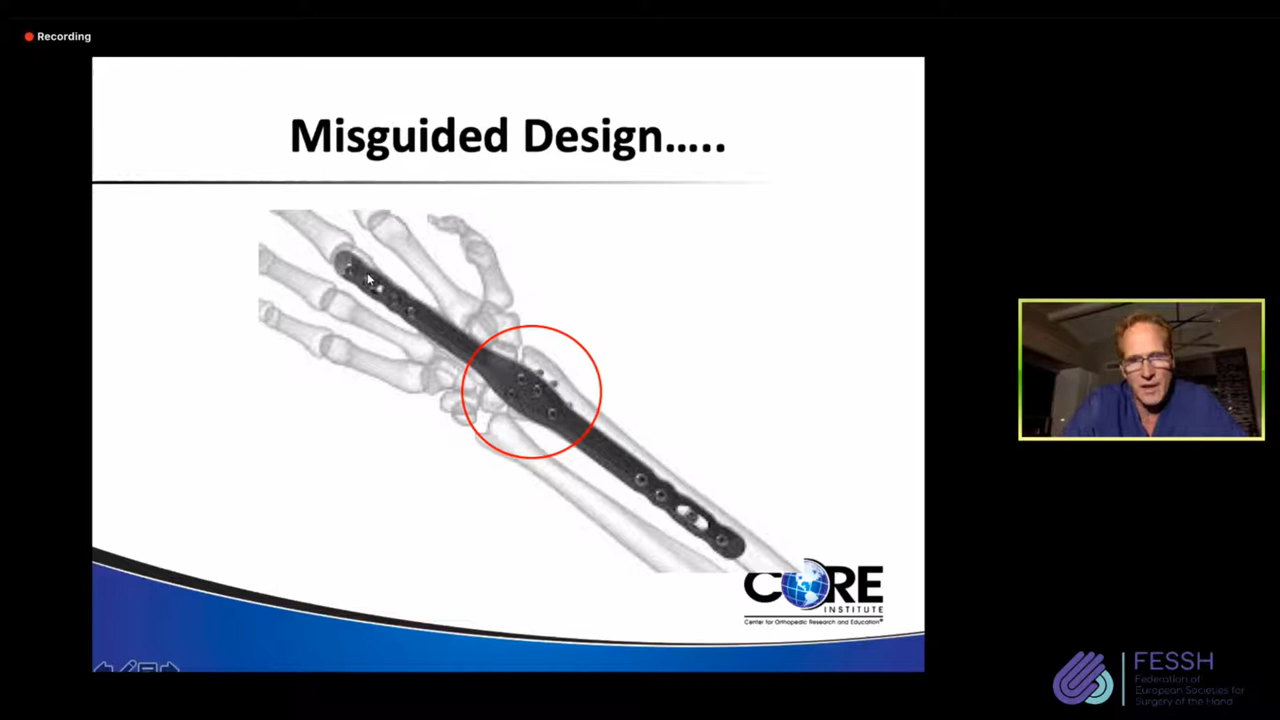 Recording
Misguided Design.....
CORE
INSTITUTE
Center for Orthopedic Research and Education®
FESSH
Federation of
European Societies for
Surgery of the Hand